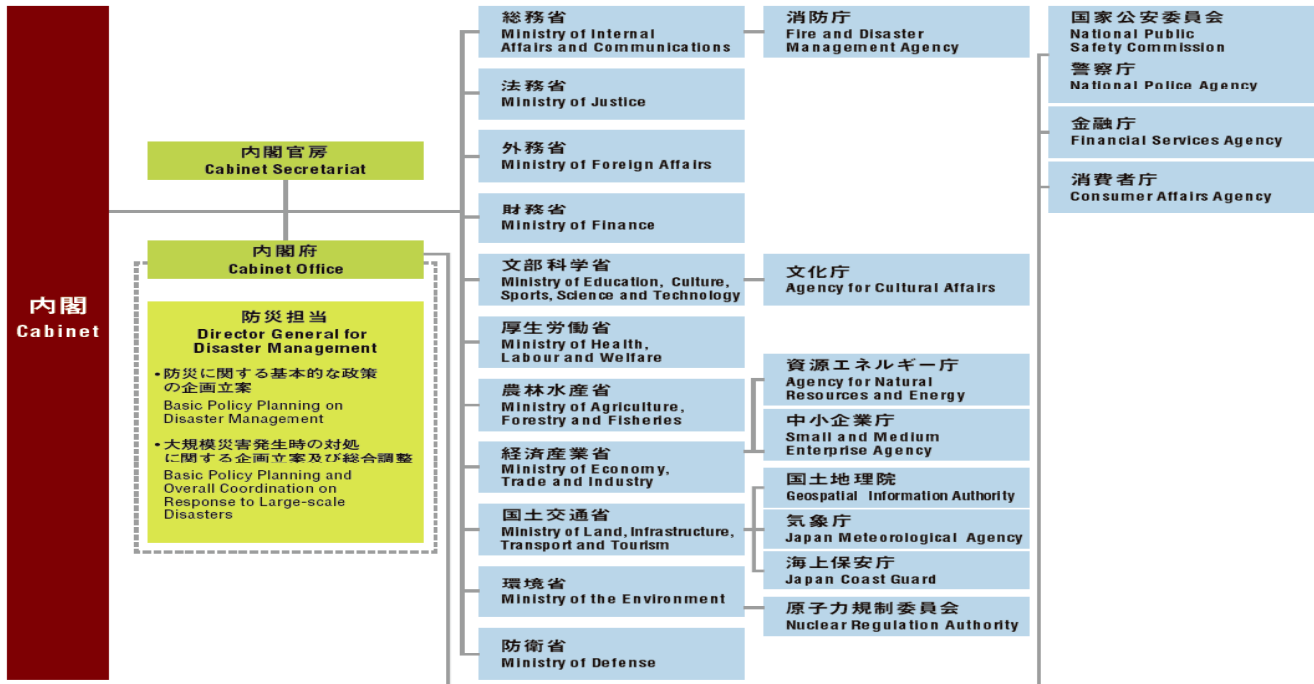 内閣
Cabinet
内閣官房
Cabinet Secretariat
内閣府
Cabinet Office
防災担当
Director General for
Disaster Management
・防災に関する基本的な政策
の企画立案
Basic Policy Planning on
Disaster Management
・大規模災害発生時の対処
に関する企画立案及び総合調整
Basic Policy Planning and
Overall Coordination on
Response to Large-scale
Disasters
総務省
Ministry of Internal
Affairs and Communications
法務省
Ministry of Justice
外務省
Ministry of Foreign Affairs
財務省
Ministry of Finance
文部科学省
Ministry of Education, Culture,
Sports, Science and Technology
厚生労働省
Ministry of Health,
Labour and Welfare
農林水産省
Ministry of Agriculture,
Forestry and Fisheries
経済産業省
Ministry of Economy,
Trade and Industry
国土交通省
Ministry of Land, Infrastructure,
Transport and Tourism
環境省
Ministry of the Environment
防衛省
Ministry of Defense
消防庁
Fire and Disaster
Management Agency
文化庁
Agency for Cultural Affairs
資源エネルギー庁
Agency for Natural
Resources and Energy
中小企業庁
Small and Medium
Enterprise Agency
国土地理院
Geospatial Information Authority
気象庁
Japan Meteorological Agency
海上保安庁
Japan Coast Guard
原子力規制委員会
Nuclear Regulation Authority
国家公安委員会
National Public
Safety Commission
警察庁
National Police Agency
金融庁
Financial Services Agency
消費者庁
Consumer Affairs Agency